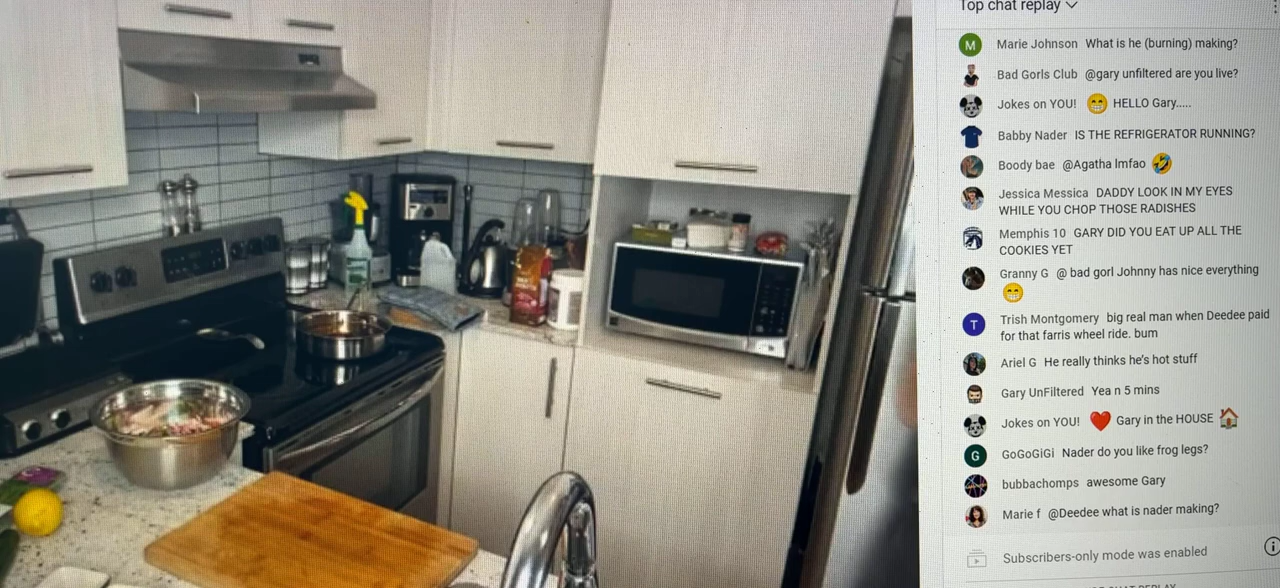 Top chat replay
Marie Johnson What is he (burning) making?
Bad Gorls Club @gary unfiltered are you live?
Jokes on YOU! 😁 HELLO Gary.....
Babby Nader IS THE REFRIGERATOR RUNNING?
Boody bae @Agatha lmfao 🤣
Jessica Messica DADDY LOOK IN MY EYES
WHILE YOU CHOP THOSE RADISHES
Memphis 10 GARY DID YOU EAT UP ALL THE
COOKIES YET
Granny G @ bad gorl Johnny has nice everything
😁
Trish Montgomery big real man when Deedee paid
for that farris wheel ride. bum
Ariel G He really thinks he's hot stuff
Gary UnFiltered Yea n 5 mins
Jokes on YOU! ❤️ Gary in the HOUSE 🏠
GoGoGiGi Nader do you like frog legs?
bubbachomps awesome Gary
Marie f @Deedee what is nader making?
Subscribers-only mode was enabled